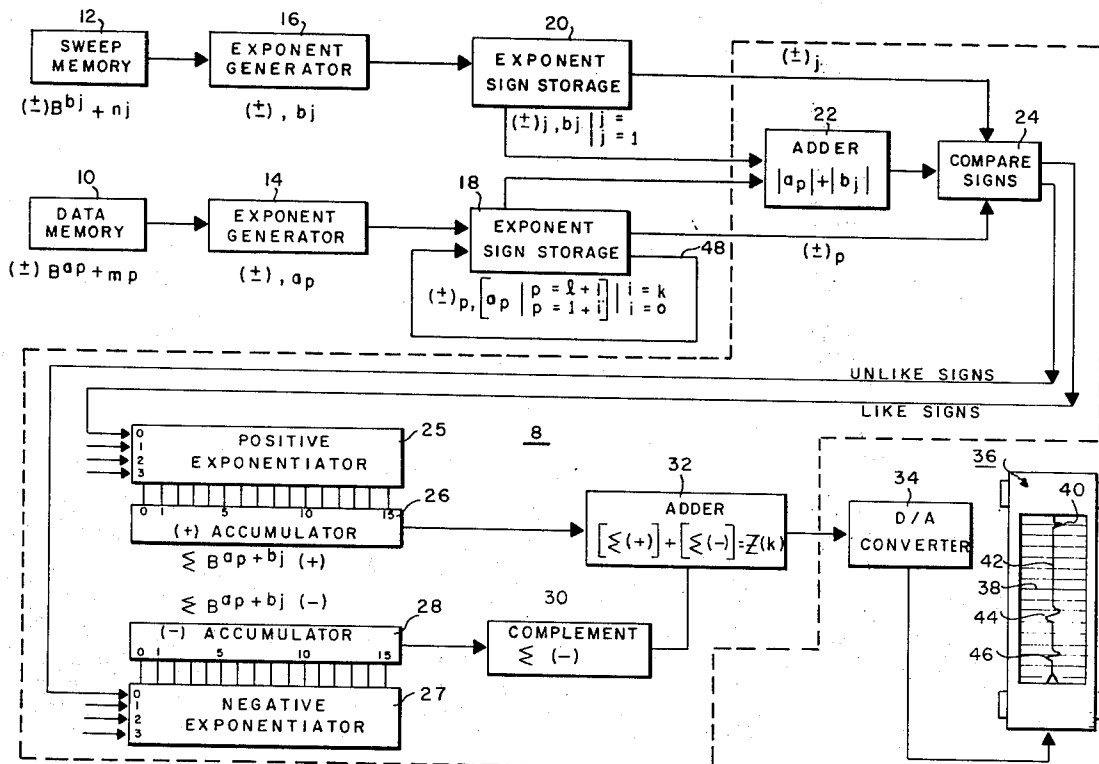 12
SWEEP
MEMORY
(±)B^bj + nj
16
EXPONENT
GENERATOR
(±), bj
20
EXPONENT
SIGN STORAGE
(±)j, bj | j =
j = 1
(±)j
22
ADDER
|ap|+|bj|
24
COMPARE
SIGNS
10
DATA
MEMORY
(±) B^ap + mp
14
EXPONENT
GENERATOR
(±), ap
18
EXPONENT
SIGN STORAGE
48
(±)p, [ap | p = ℓ + i] | i = k
p = 1 + i i = 0
(±)p
UNLIKE SIGNS
LIKE SIGNS
8
0
1
2
3
POSITIVE
EXPONENTIATOR
25
0 1 5 10 15
(+) ACCUMULATOR
26
≶ B^ap+bj (+)
≶ B^ap+bj (-)
(-) ACCUMULATOR
28
0 1 5 10 15
0
1
2
3
NEGATIVE
EXPONENTIATOR
27
30
COMPLEMENT
≶ (-)
32
ADDER
[≶(+)] + [≶(-)] = Z(k)
34
D/A
CONVERTER
36
40
42
38
44
46